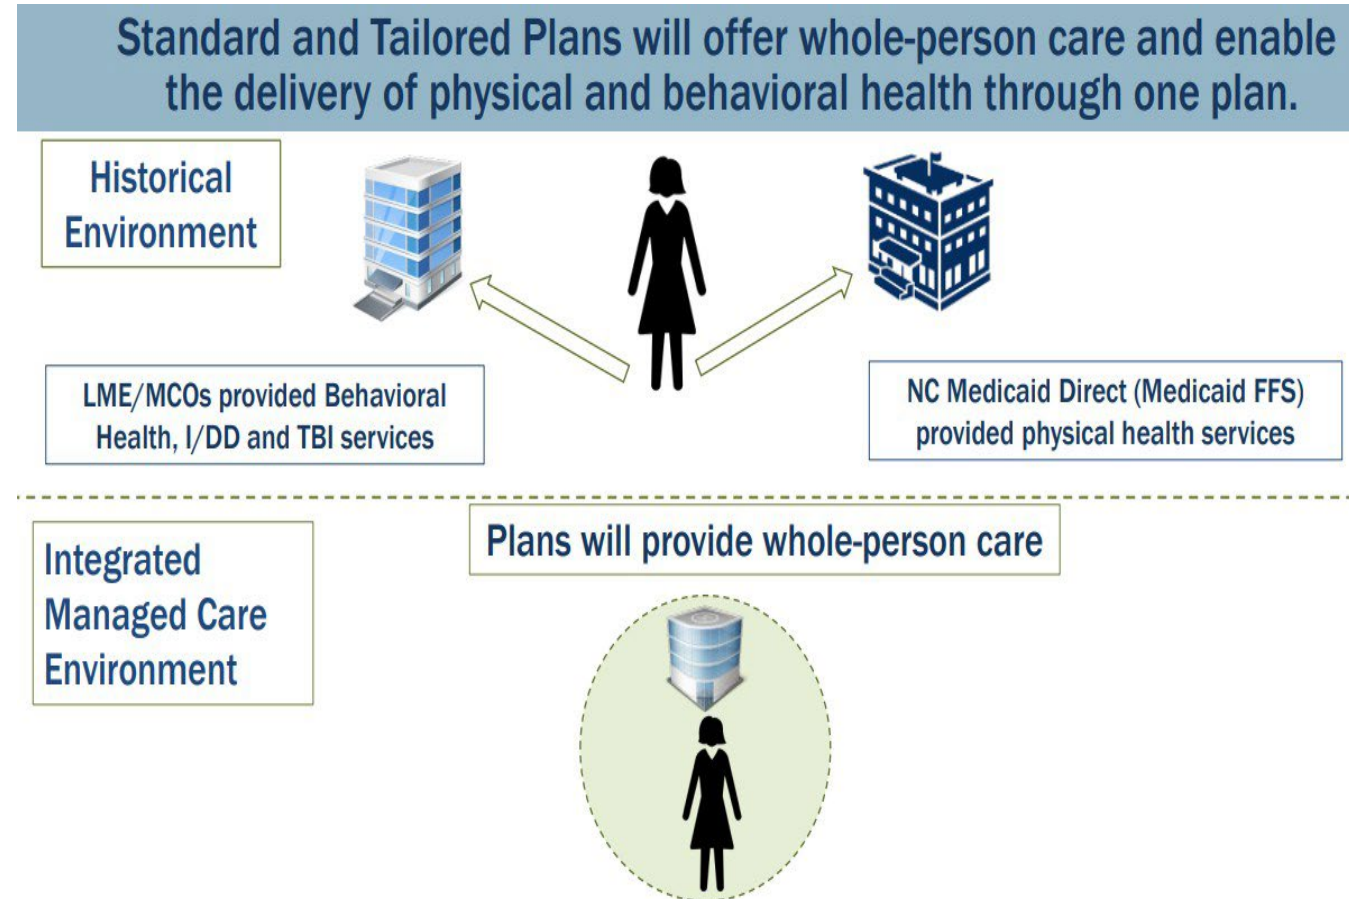 Standard and Tailored Plans will offer whole-person care and enable
the delivery of physical and behavioral health through one plan.
Historical
Environment
LME/MCOs provided Behavioral
Health, I/DD and TBI services
NC Medicaid Direct (Medicaid FFS)
provided physical health services
Integrated
Managed Care
Environment
Plans will provide whole-person care